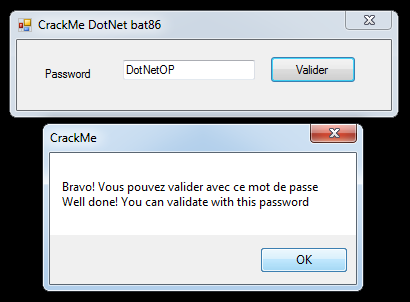 CrackMe DotNet bat86
Password DotNetOP Valider
CrackMe
Bravo! Vous pouvez valider avec ce mot de passe
Well done! You can validate with this password
OK